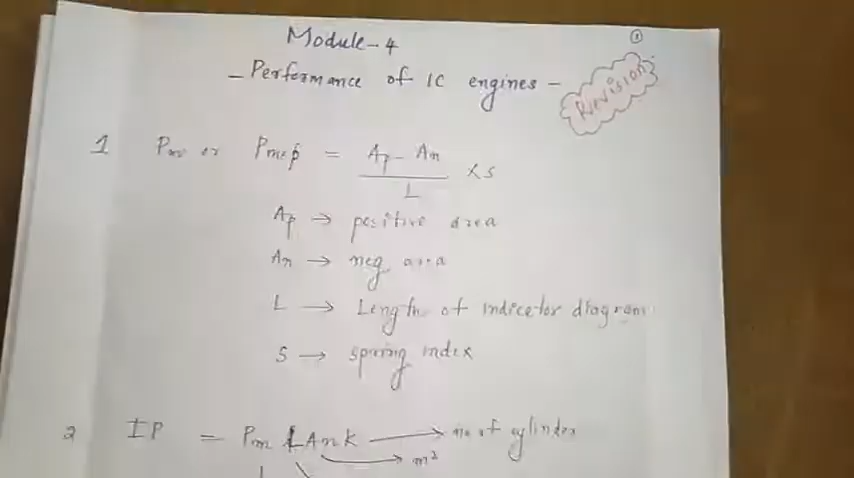 Module-4
①
- Performance of IC engines -
Revision
1 Pm or Pmep = Ap - An / L × S
Ap → positive area
An → neg area
L → Length of indicator diagram
S → spring index
2 IP = Pm LAnk → no of cylinder
→ m²